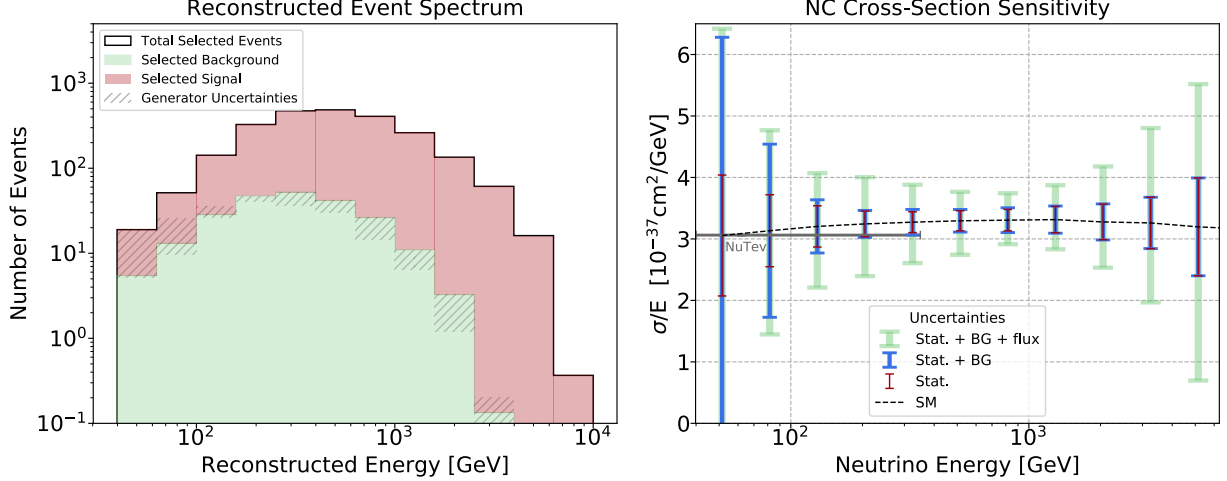 Reconstructed Event Spectrum
Total Selected Events
Selected Background
Selected Signal
Generator Uncertainties
Number of Events
10³
10²
10¹
10⁰
10⁻¹
10² 10³ 10⁴
Reconstructed Energy [GeV]
NC Cross-Section Sensitivity
σ/E [10⁻³⁷cm²/GeV]
6
5
4
3
2
1
0
NuTev
Uncertainties
Stat. + BG + flux
Stat. + BG
Stat.
SM
10² 10³
Neutrino Energy [GeV]